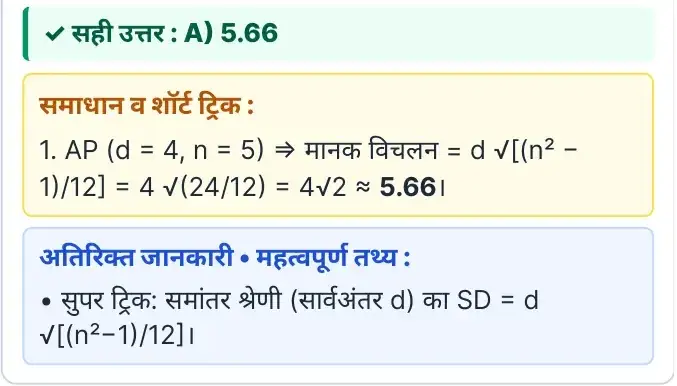 ✓ सही उत्तर : A) 5.66
समाधान व शॉर्ट ट्रिक :
1. AP (d = 4, n = 5) ⇒ मानक विचलन = d √[(n² −
1)/12] = 4 √(24/12) = 4√2 ≈ 5.66।
अतिरिक्त जानकारी • महत्वपूर्ण तथ्य :
• सुपर ट्रिक: समांतर श्रेणी (सार्वअंतर d) का SD = d
√[(n²−1)/12]।